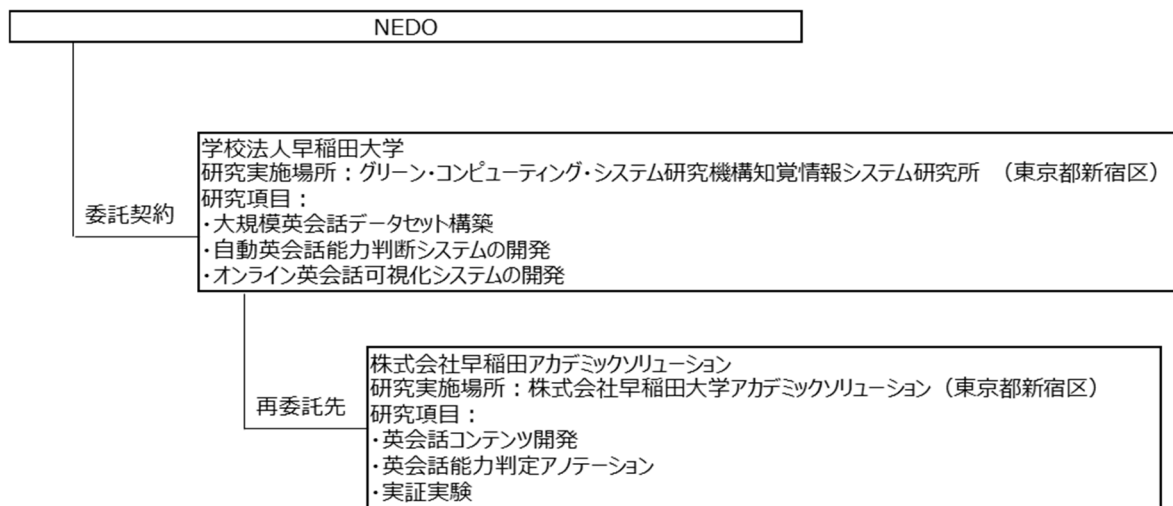 NEDO
委託契約
学校法人早稲田大学
研究実施場所：グリーン・コンピューティング・システム研究機構知覚情報システム研究所　（東京都新宿区）
研究項目：
・大規模英会話データセット構築
・自動英会話能力判断システムの開発
・オンライン英会話可視化システムの開発
再委託先
株式会社早稲田アカデミックソリューション
研究実施場所：株式会社早稲田大学アカデミックソリューション（東京都新宿区）
研究項目：
・英会話コンテンツ開発
・英会話能力判定アノテーション
・実証実験